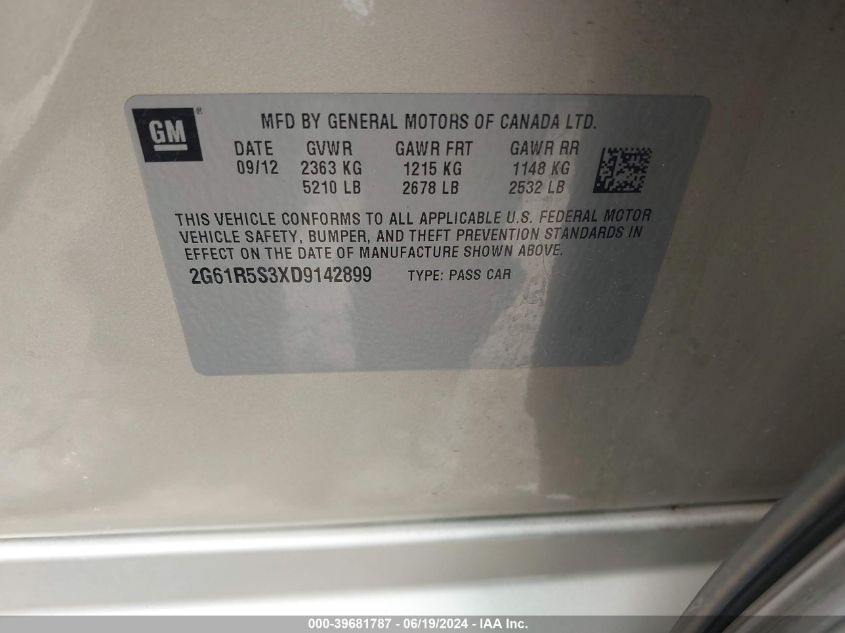 GM ®
MFD BY GENERAL MOTORS OF CANADA LTD.
DATE GVWR GAWR FRT GAWR RR
09/12 2363 KG 1215 KG 1148 KG
5210 LB 2678 LB 2532 LB
THIS VEHICLE CONFORMS TO ALL APPLICABLE U.S. FEDERAL MOTOR
VEHICLE SAFETY, BUMPER, AND THEFT PREVENTION STANDARDS IN
EFFECT ON THE DATE OF MANUFACTURE SHOWN ABOVE.
2G61R5S3XD9142899 TYPE: PASS CAR
000-39681787 - 06/19/2024 - IAA Inc.